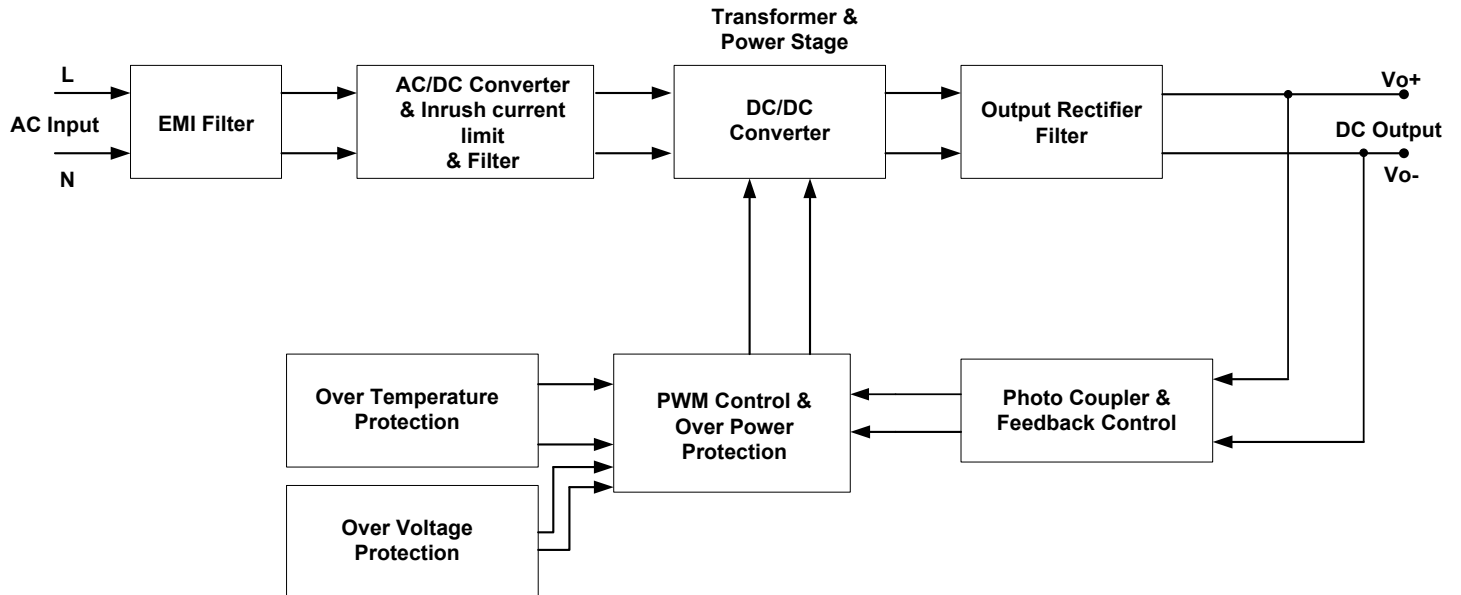 Transformer &
Power Stage
L
AC Input
N
EMI Filter
AC/DC Converter
& Inrush current
limit
& Filter
DC/DC
Converter
Output Rectifier
Filter
Vo+
DC Output
Vo-
Over Temperature
Protection
PWM Control &
Over Power
Protection
Photo Coupler &
Feedback Control
Over Voltage
Protection